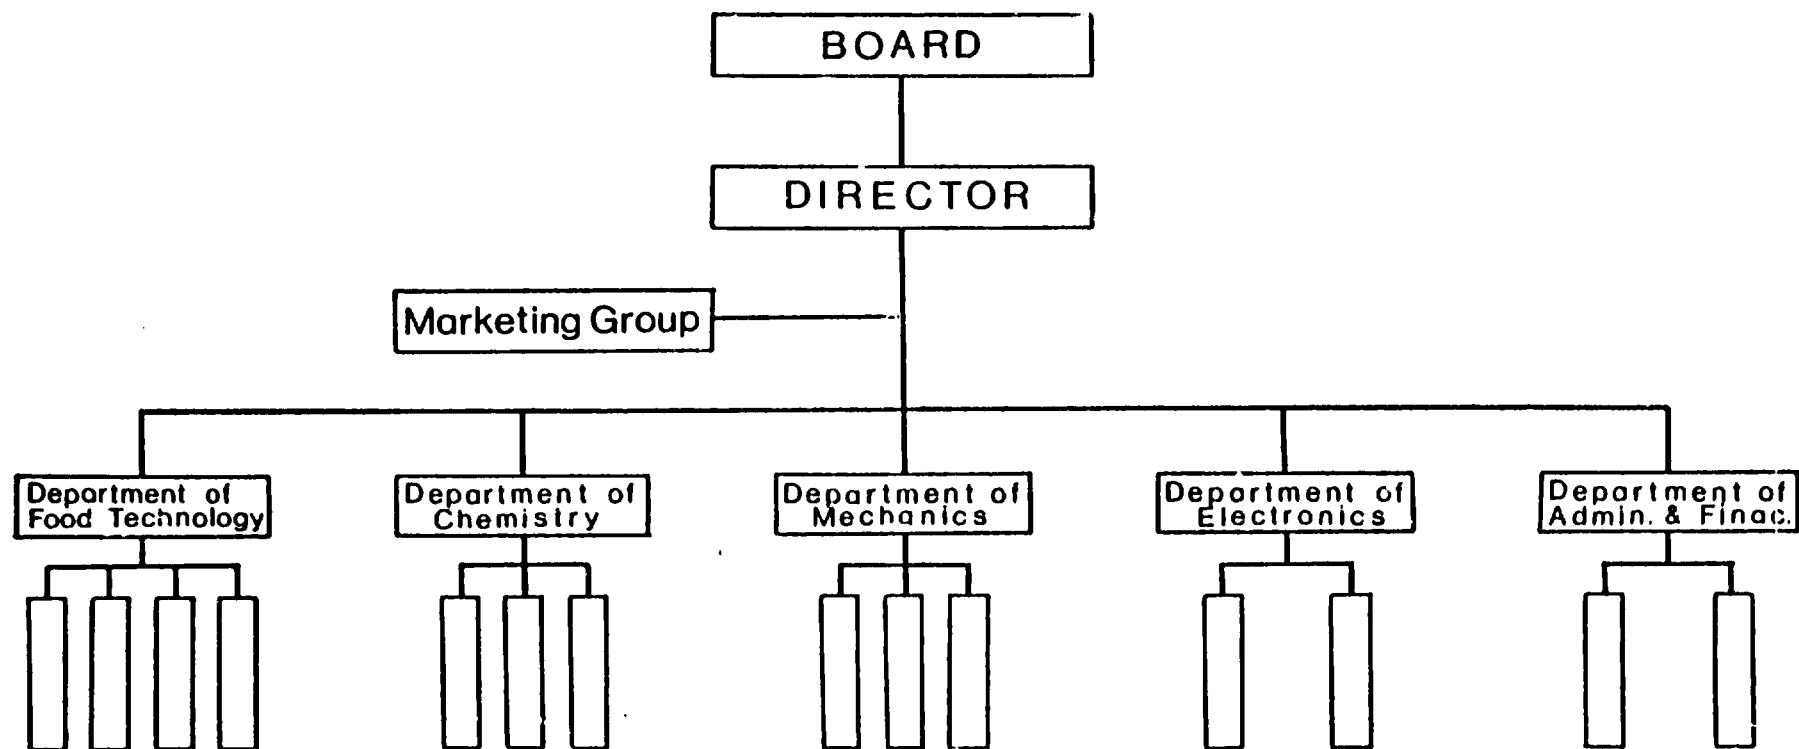 BOARD
DIRECTOR
Marketing Group
Department of
Food Technology
Department of
Chemistry
Department of
Mechanics
Department of
Electronics
Department of
Admin. & Finac.